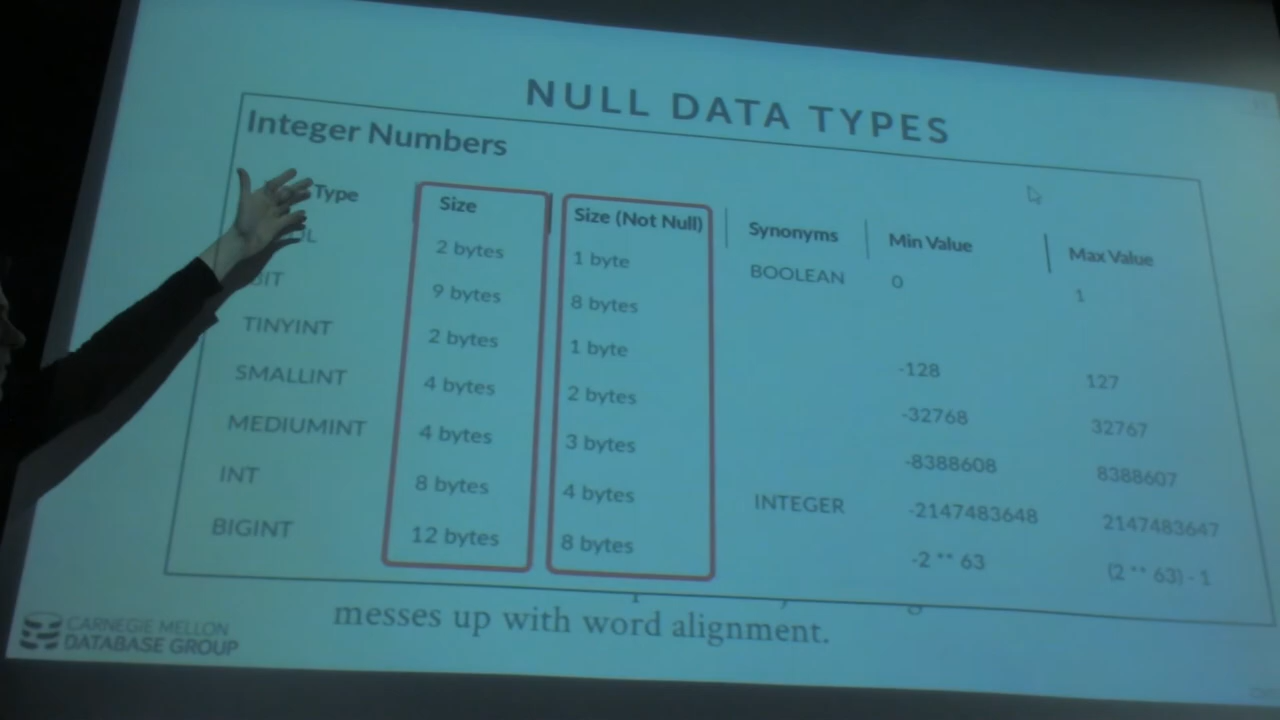 NULL DATA TYPES
Integer Numbers
Type Size Size (Not Null) Synonyms Min Value Max Value
2 bytes 1 byte BOOLEAN 0 1
BIT 9 bytes 8 bytes
TINYINT 2 bytes 1 byte -128 127
SMALLINT 4 bytes 2 bytes -32768 32767
MEDIUMINT 4 bytes 3 bytes -8388608 8388607
INT 8 bytes 4 bytes INTEGER -2147483648 2147483647
BIGINT 12 bytes 8 bytes -2 ** 63 (2 ** 63) - 1
messes up with word alignment.
CARNEGIE MELLON
DATABASE GROUP